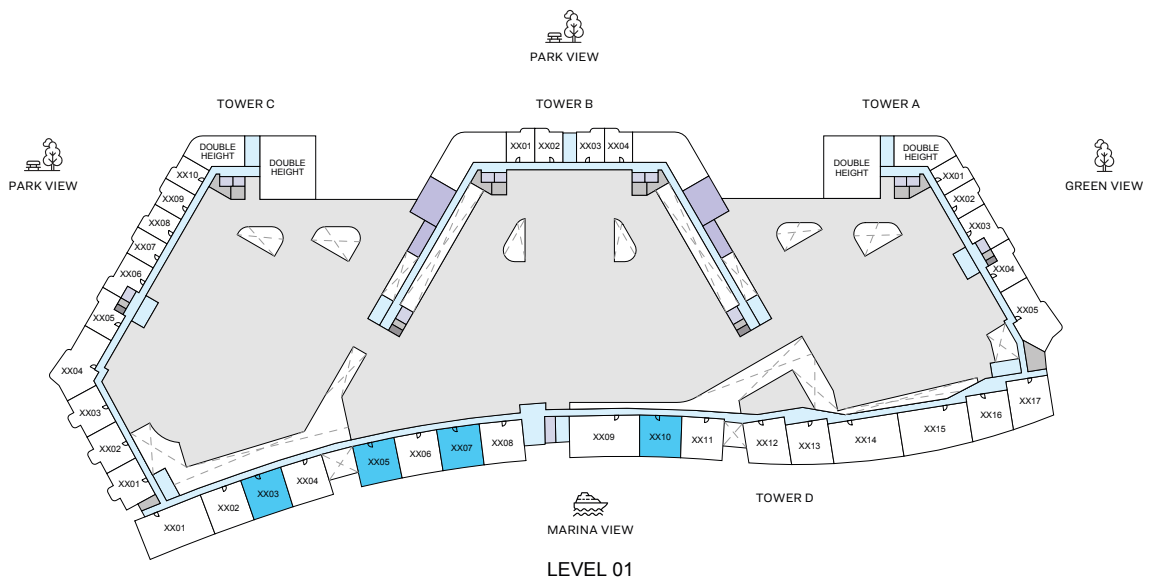 PARK VIEW
TOWER C
TOWER B
TOWER A
PARK VIEW
GREEN VIEW
DOUBLE
HEIGHT
DOUBLE
HEIGHT
XX10
XX09
XX08
XX07
XX06
XX05
XX04
XX03
XX02
XX01
XX01
XX02
XX03
XX04
DOUBLE
HEIGHT
DOUBLE
HEIGHT
XX01
XX02
XX03
XX04
XX05
XX01
XX02
XX03
XX04
XX05
XX06
XX07
XX08
XX09
XX10
XX11
XX12
XX13
XX14
XX15
XX16
XX17
TOWER D
MARINA VIEW
LEVEL 01